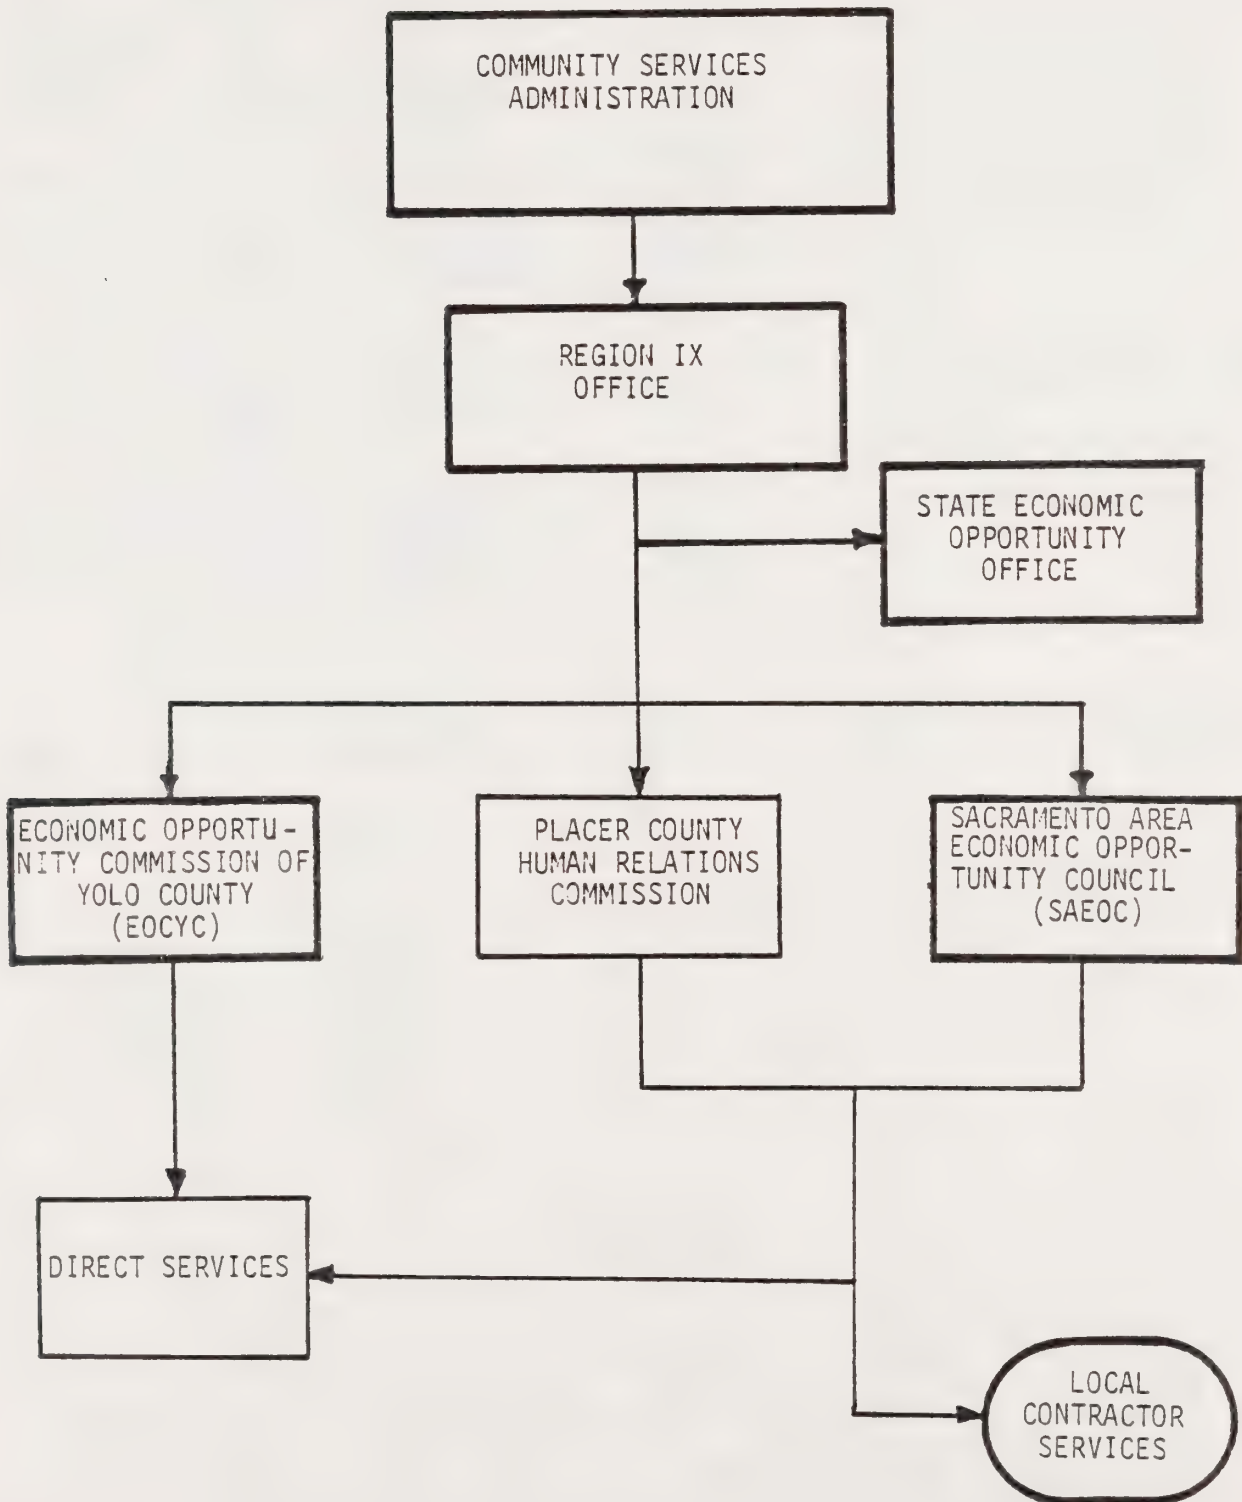 COMMUNITY SERVICES
ADMINISTRATION
REGION IX
OFFICE
STATE ECONOMIC
OPPORTUNITY
OFFICE
ECONOMIC OPPORTU-
NITY COMMISSION OF
YOLO COUNTY
(EOCYC)
PLACER COUNTY
HUMAN RELATIONS
COMMISSION
SACRAMENTO AREA
ECONOMIC OPPOR-
TUNITY COUNCIL
(SAEOC)
DIRECT SERVICES
LOCAL
CONTRACTOR
SERVICES